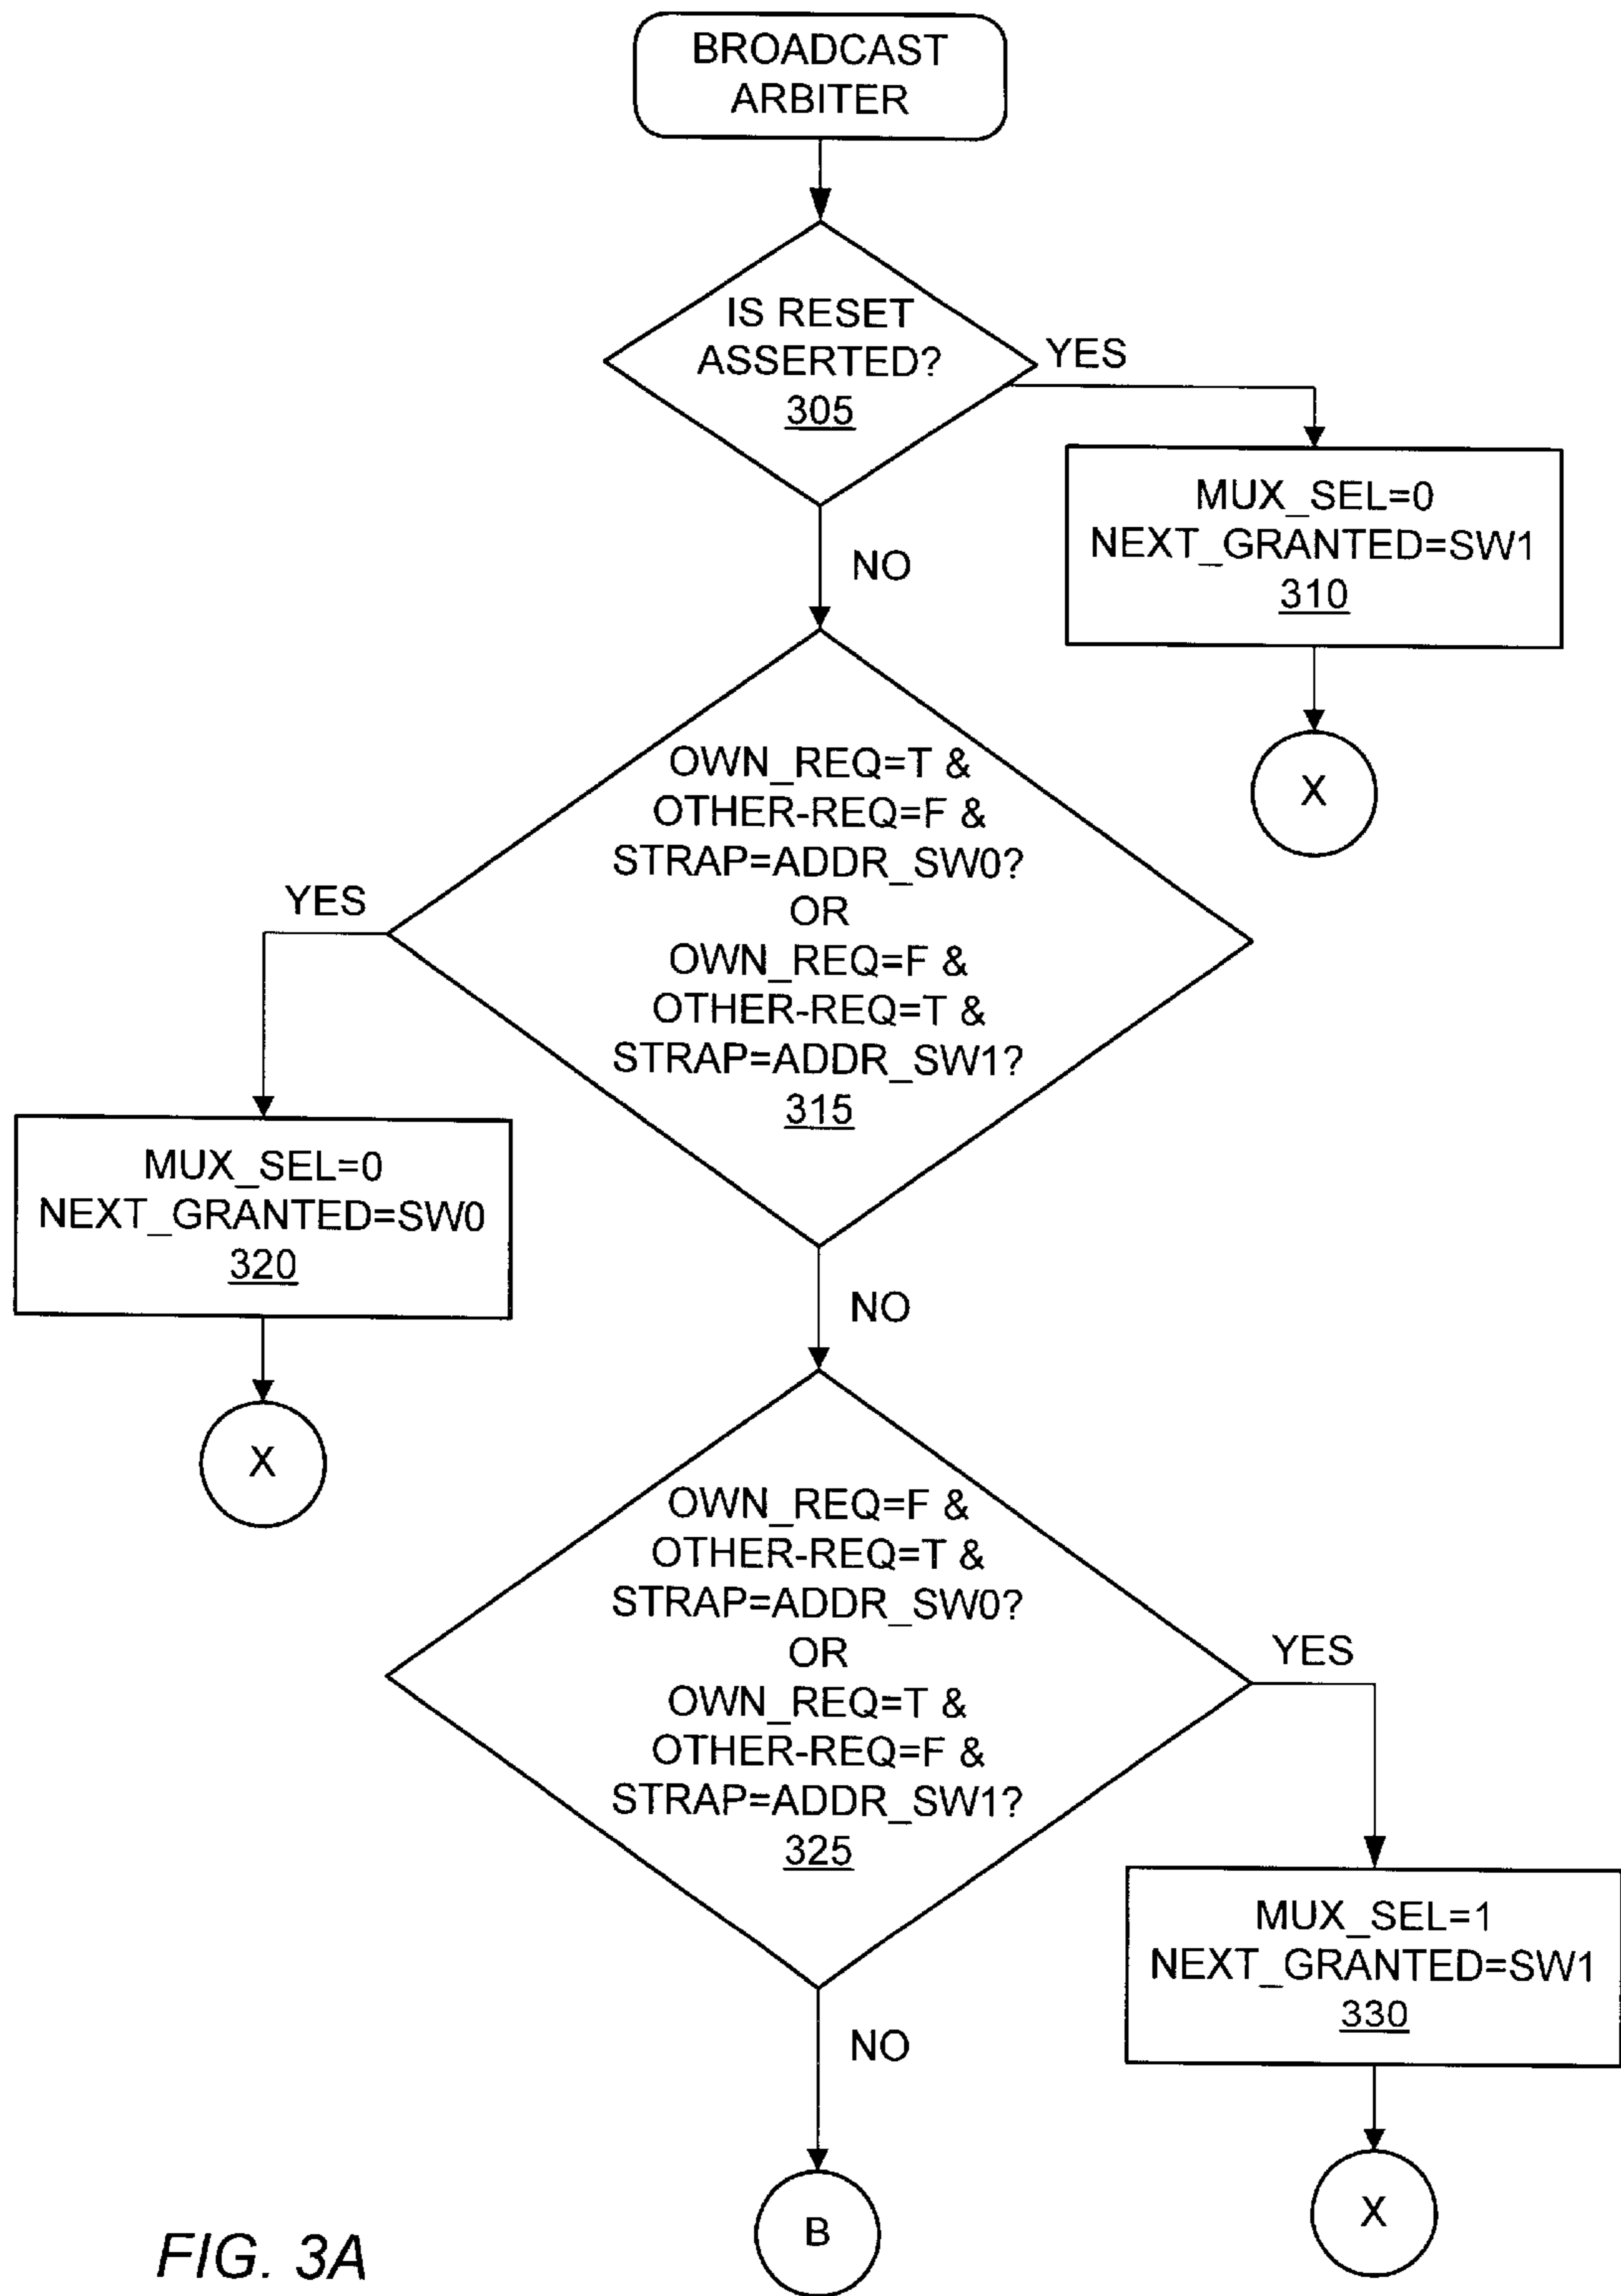 BROADCAST
ARBITER
IS RESET
ASSERTED?
305
YES
MUX_SEL=0
NEXT_GRANTED=SW1
310
X
NO
OWN_REQ=T &
OTHER-REQ=F &
STRAP=ADDR_SW0?
OR
OWN_REQ=F &
OTHER-REQ=T &
STRAP=ADDR_SW1?
315
YES
MUX_SEL=0
NEXT_GRANTED=SW0
320
X
NO
OWN_REQ=F &
OTHER-REQ=T &
STRAP=ADDR_SW0?
OR
OWN_REQ=T &
OTHER-REQ=F &
STRAP=ADDR_SW1?
325
YES
MUX_SEL=1
NEXT_GRANTED=SW1
330
X
NO
B
FIG. 3A